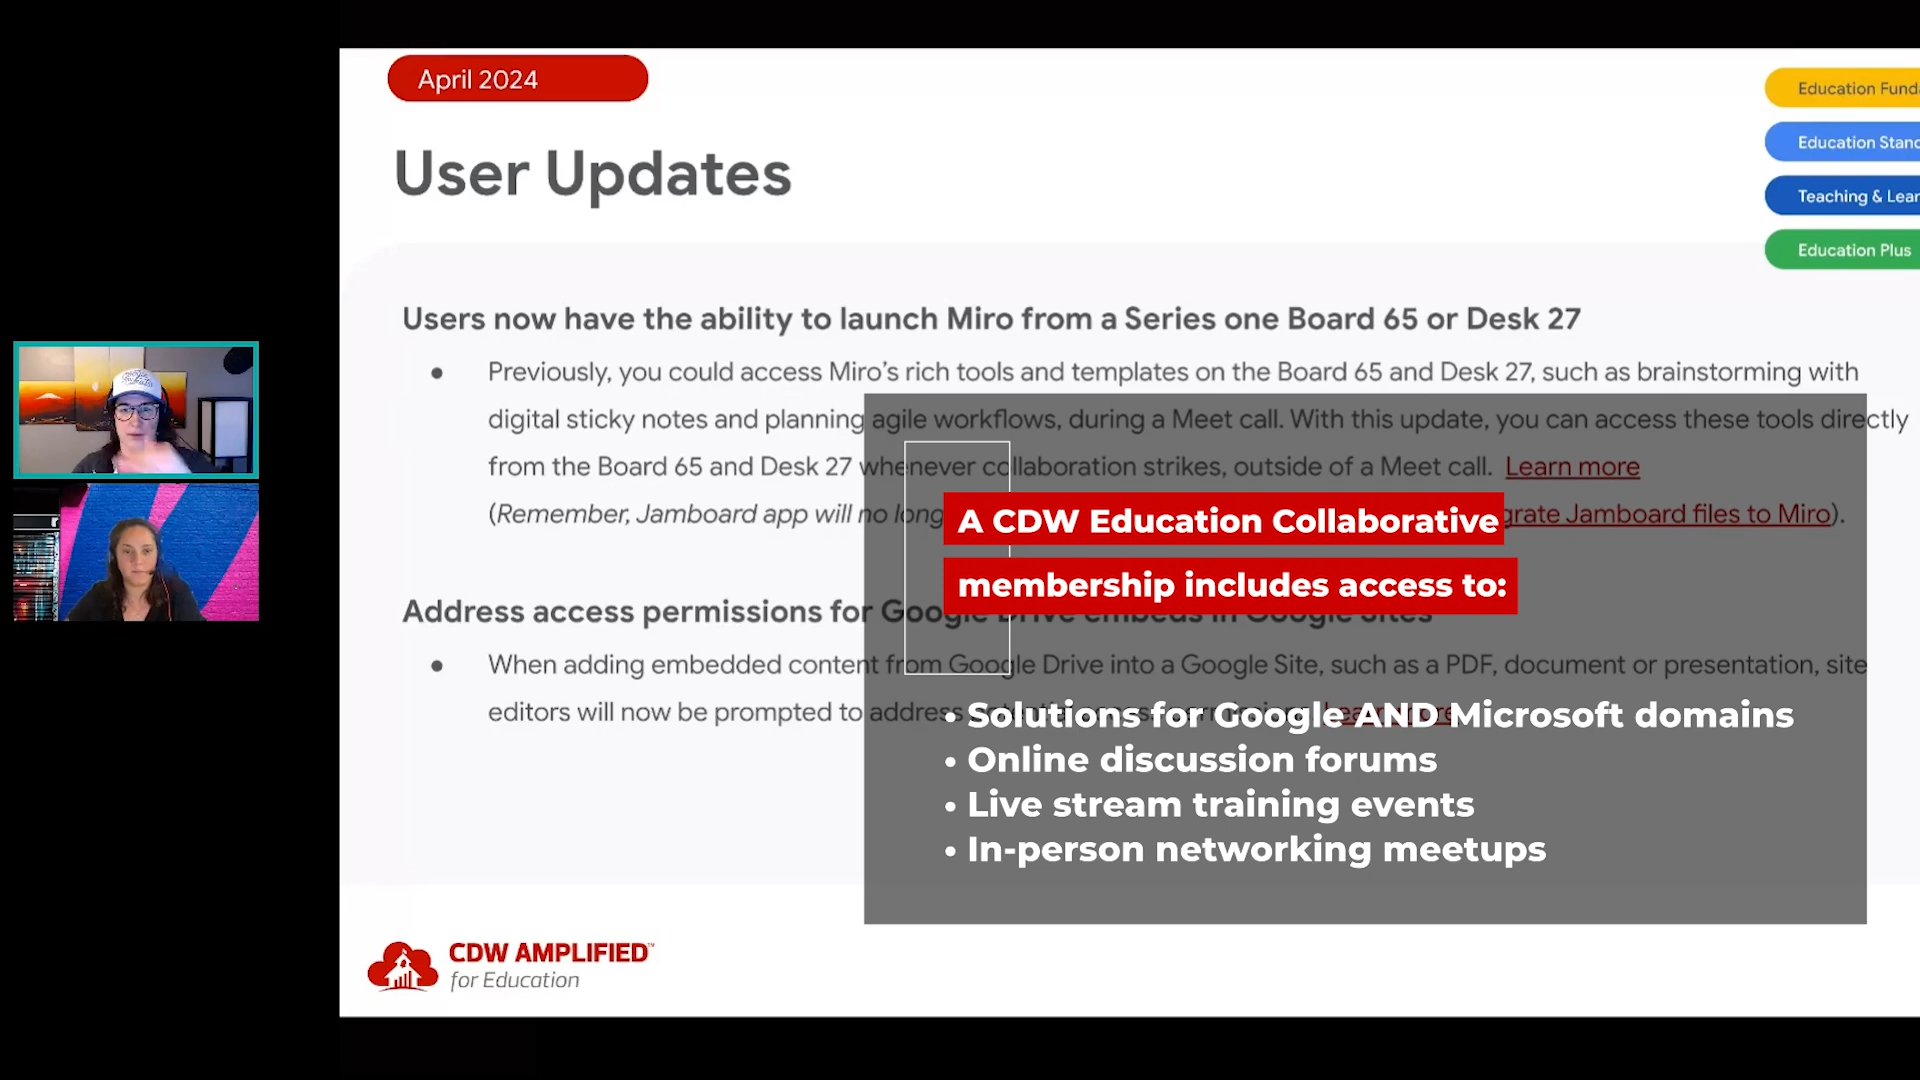 April 2024
Education Fund
Education Stand
Teaching & Lear
Education Plus
User Updates
Users now have the ability to launch Miro from a Series one Board 65 or Desk 27
• Previously, you could access Miro's rich tools and templates on the Board 65 and Desk 27, such as brainstorming with
digital sticky notes and planning agile workflows, during a Meet call. With this update, you can access these tools directly
from the Board 65 and Desk 27 whenever collaboration strikes, outside of a Meet call. Learn more
(Remember, Jamboard app will no long grate Jamboard files to Miro).
A CDW Education Collaborative
membership includes access to:
Address access permissions for Google Drive embeds in Google Sites
• When adding embedded content from Google Drive into a Google Site, such as a PDF, document or presentation, site
editors will now be prompted to address
• Solutions for Google AND Microsoft domains
• Online discussion forums
• Live stream training events
• In-person networking meetups
CDW AMPLIFIED™
for Education